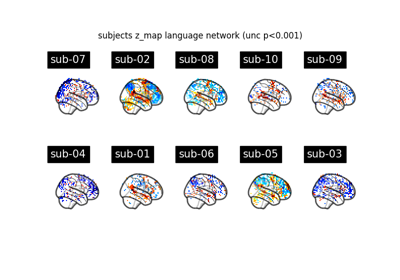 subjects z_map language network (unc p<0.001)
sub-07 sub-02 sub-08 sub-10 sub-09
sub-04 sub-01 sub-06 sub-05 sub-03